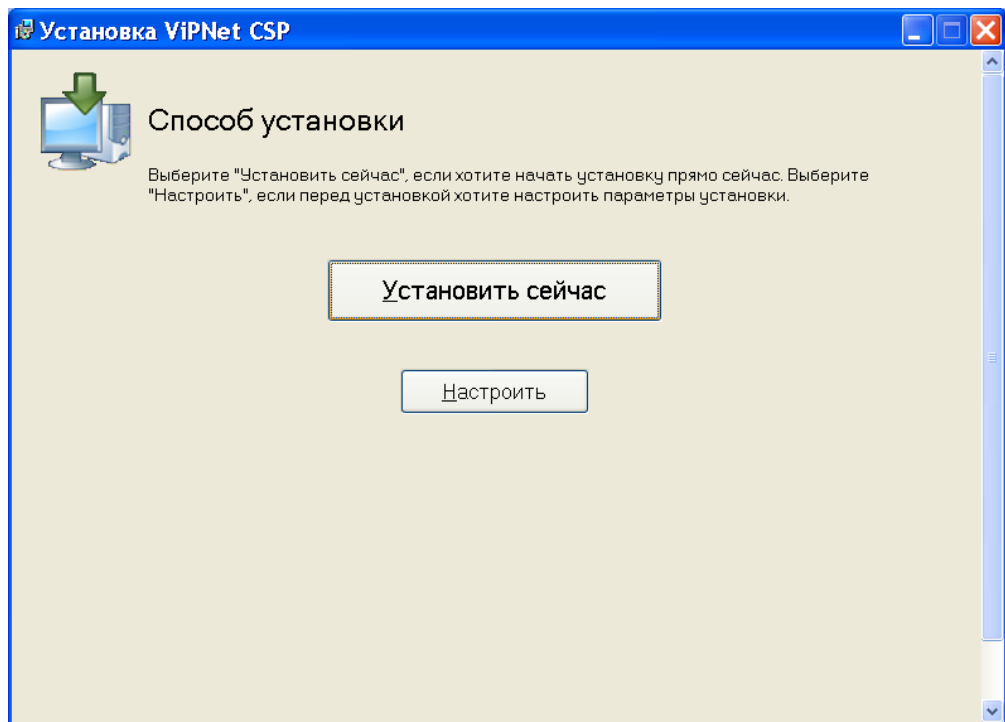 Установка ViPNet CSP
Способ установки
Выберите "Установить сейчас", если хотите начать установку прямо сейчас. Выберите
"Настроить", если перед установкой хотите настроить параметры установки.
Установить сейчас
Настроить